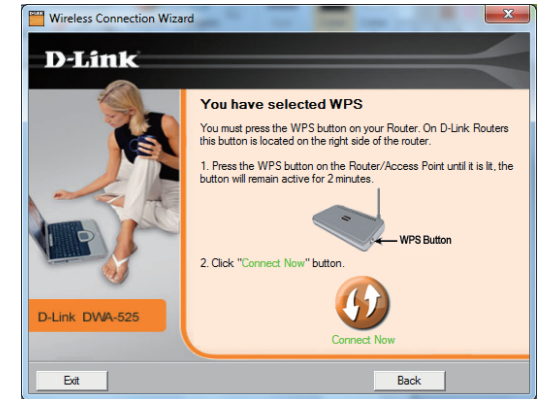 Wireless Connection Wizard
D-Link
You have selected WPS
You must press the WPS button on your Router. On D-Link Routers
this button is located on the right side of the router.
1. Press the WPS button on the Router/Access Point until it is lit, the
button will remain active for 2 minutes.
WPS Button
2. Click "Connect Now" button.
D-Link DWA-525
Connect Now
Exit
Back